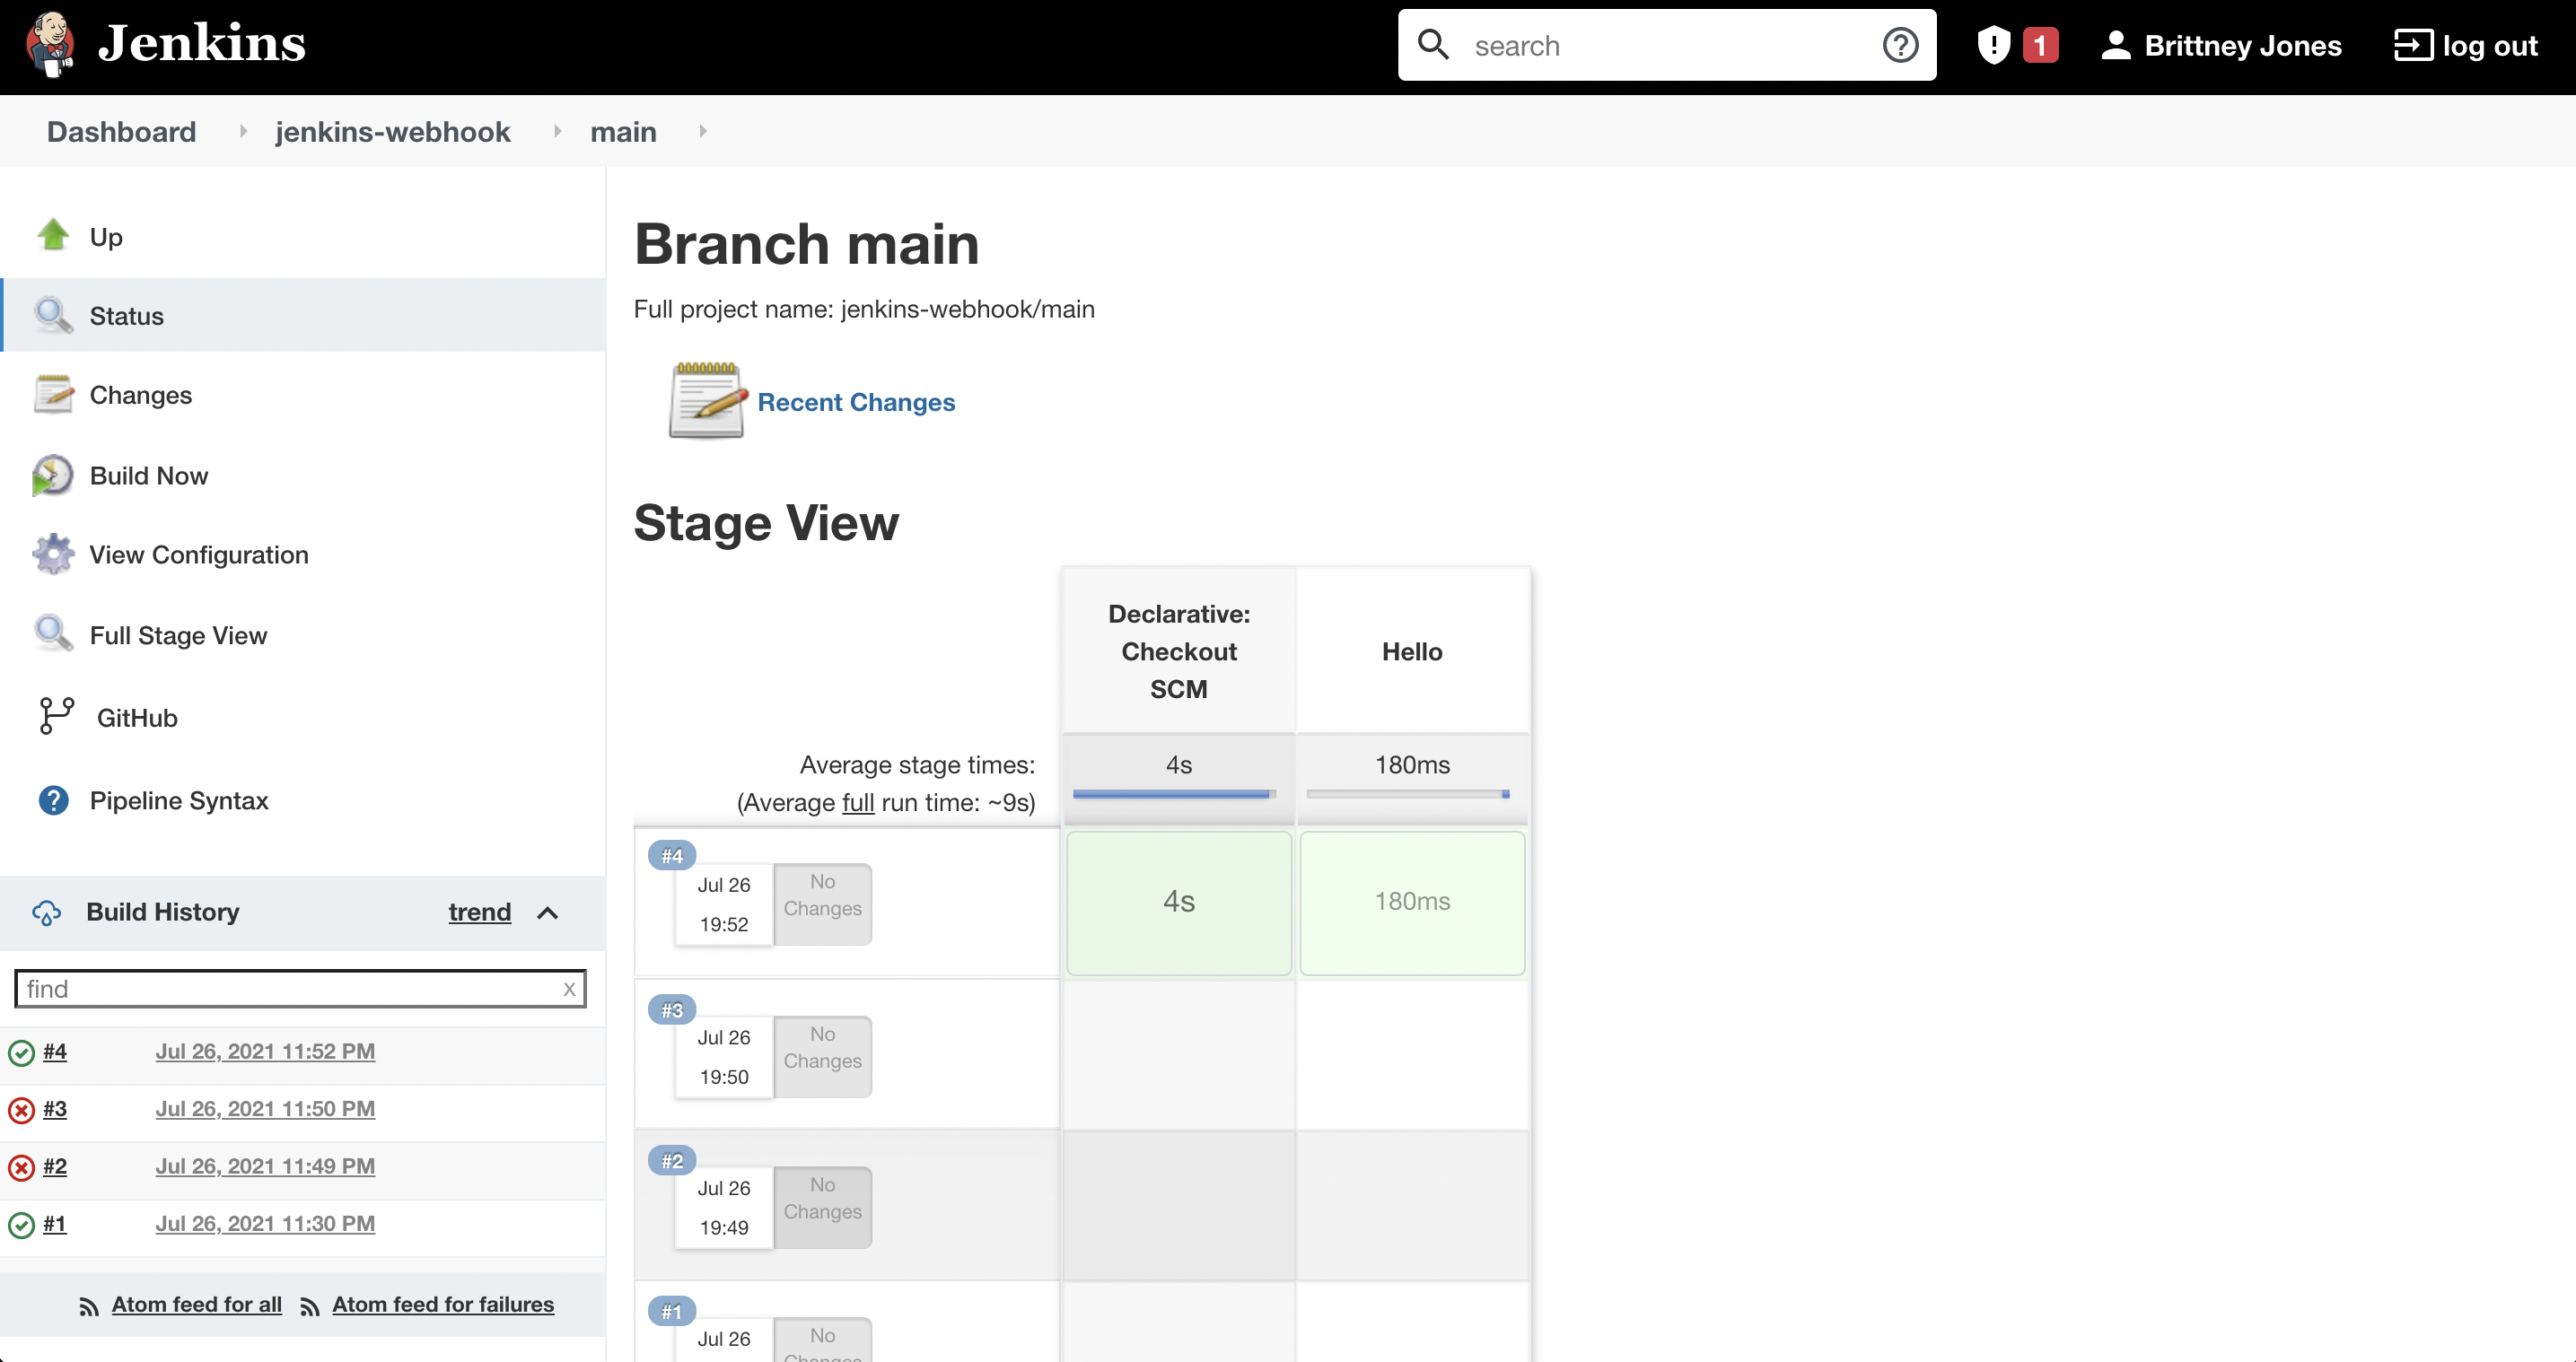 Jenkins
search
1
Brittney Jones
log out
Dashboard
jenkins-webhook
main
Up
Status
Changes
Build Now
View Configuration
Full Stage View
GitHub
Pipeline Syntax
Build History
trend
find
x
#4 Jul 26, 2021 11:52 PM
#3 Jul 26, 2021 11:50 PM
#2 Jul 26, 2021 11:49 PM
#1 Jul 26, 2021 11:30 PM
Atom feed for all
Atom feed for failures
Branch main
Full project name: jenkins-webhook/main
Recent Changes
Stage View
Declarative:
Checkout
SCM
Hello
Average stage times:
(Average full run time: ~9s)
4s
180ms
#4
Jul 26
19:52
No
Changes
4s
180ms
#3
Jul 26
19:50
No
Changes
#2
Jul 26
19:49
No
Changes
#1
Jul 26
No
Changes